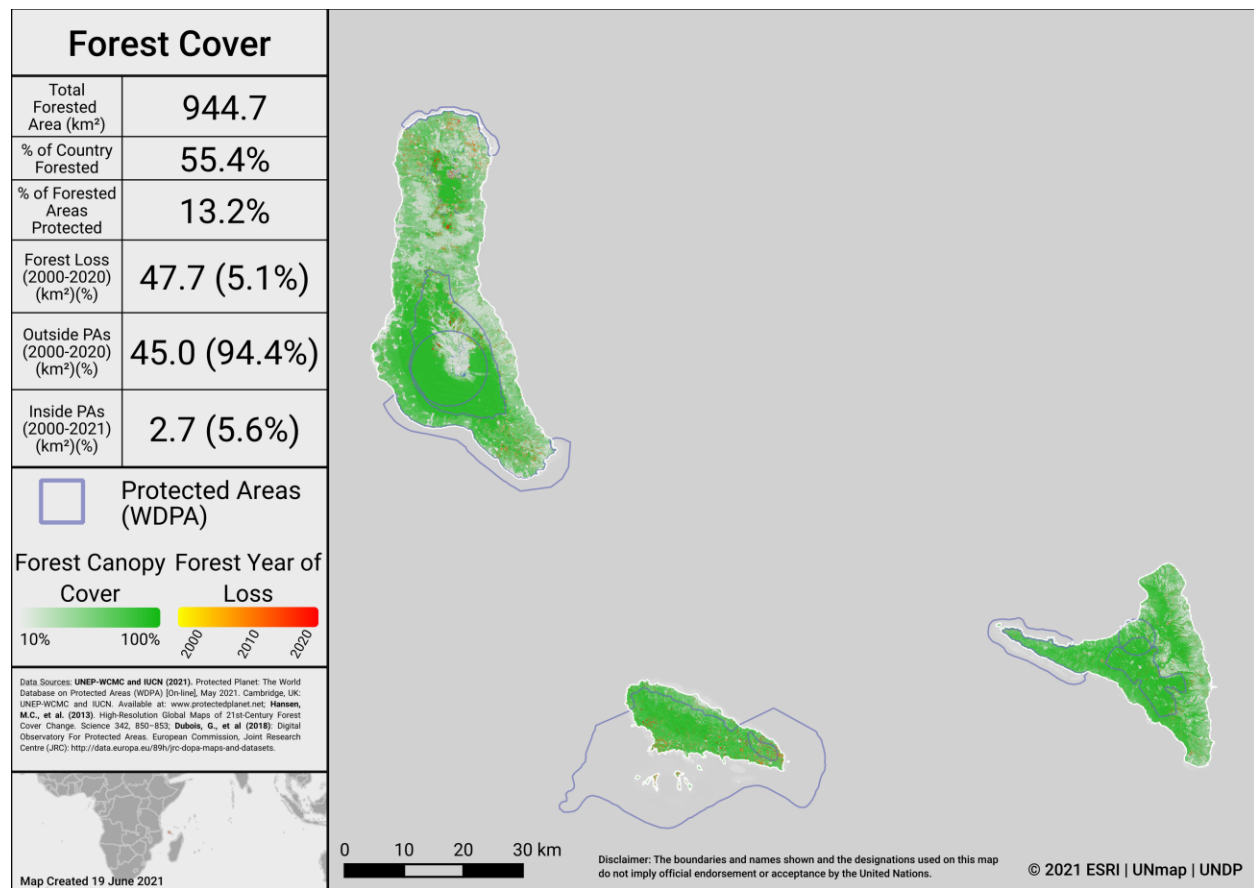 Forest Cover
Total
Forested
Area (km²)
944.7
% of Country
Forested
55.4%
% of Forested
Areas
Protected
13.2%
Forest Loss
(2000-2020)
(km²)(%)
47.7 (5.1%)
Outside PAs
(2000-2020)
(km²)(%)
45.0 (94.4%)
Inside PAs
(2000-2021)
(km²)(%)
2.7 (5.6%)
Protected Areas
(WDPA)
Forest Canopy
Cover
10% 100%
Forest Year of
Loss
2000 2010 2020
Data Sources: UNEP-WCMC and IUCN (2021). Protected Planet: The World
Database on Protected Areas (WDPA) [On-line], May 2021. Cambridge, UK:
UNEP-WCMC and IUCN. Available at: www.protectedplanet.net; Hansen,
M.C., et al. (2013). High-Resolution Global Maps of 21st-Century Forest
Cover Change. Science 342, 850–853; Dubois, G., et al (2018): Digital
Observatory For Protected Areas. European Commission, Joint Research
Centre (JRC): http://data.europa.eu/89h/jrc-dopa-maps-and-datasets.
Map Created 19 June 2021
0 10 20 30 km
Disclaimer: The boundaries and names shown and the designations used on this map
do not imply official endorsement or acceptance by the United Nations.
© 2021 ESRI | UNmap | UNDP